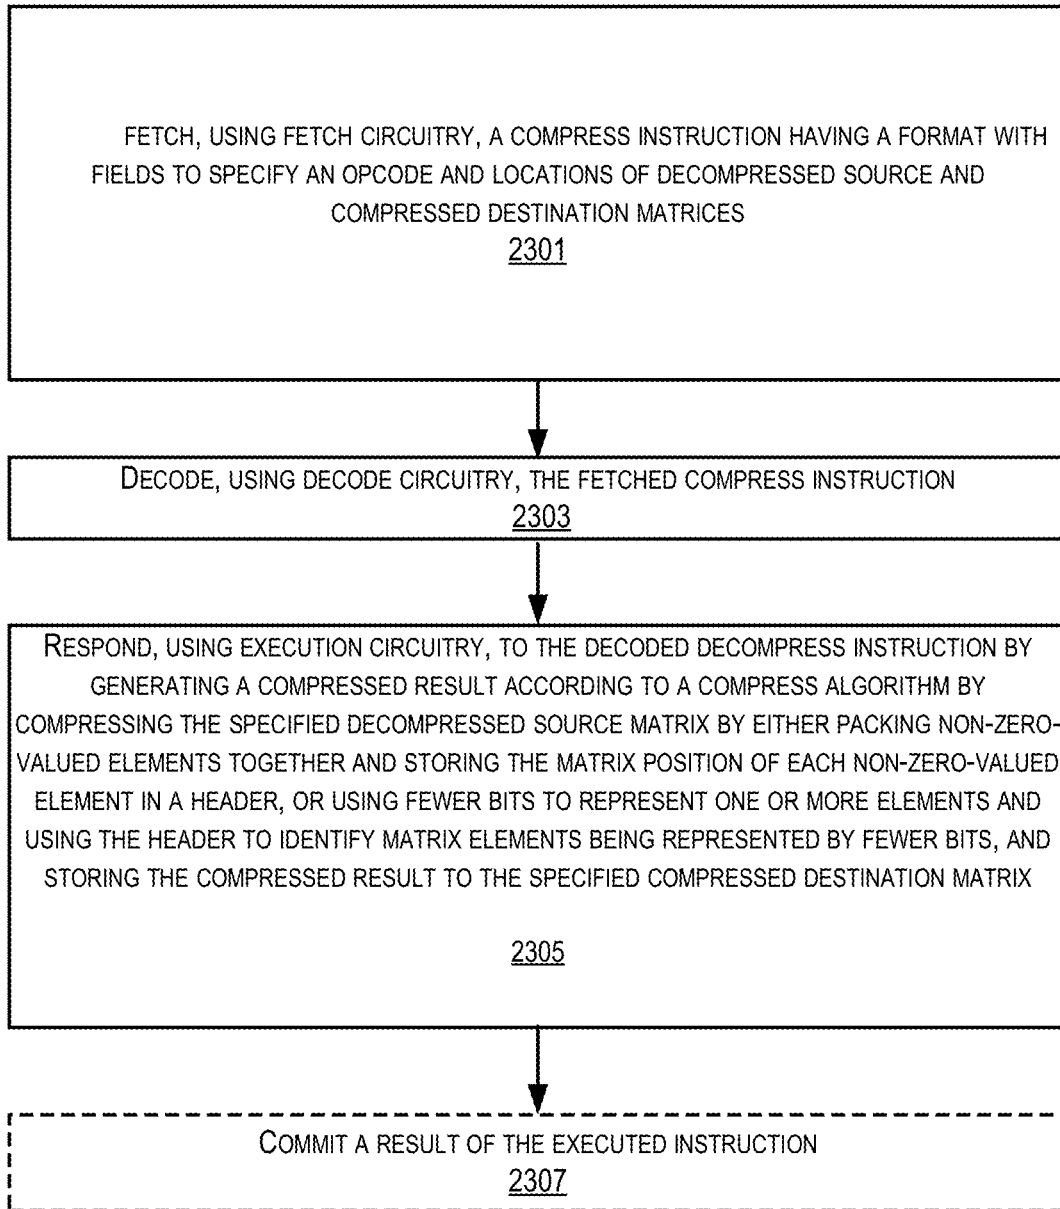 FETCH, USING FETCH CIRCUITRY, A COMPRESS INSTRUCTION HAVING A FORMAT WITH
FIELDS TO SPECIFY AN OPCODE AND LOCATIONS OF DECOMPRESSED SOURCE AND
COMPRESSED DESTINATION MATRICES
2301
DECODE, USING DECODE CIRCUITRY, THE FETCHED COMPRESS INSTRUCTION
2303
RESPOND, USING EXECUTION CIRCUITRY, TO THE DECODED DECOMPRESS INSTRUCTION BY
GENERATING A COMPRESSED RESULT ACCORDING TO A COMPRESS ALGORITHM BY
COMPRESSING THE SPECIFIED DECOMPRESSED SOURCE MATRIX BY EITHER PACKING NON-ZERO-
VALUED ELEMENTS TOGETHER AND STORING THE MATRIX POSITION OF EACH NON-ZERO-VALUED
ELEMENT IN A HEADER, OR USING FEWER BITS TO REPRESENT ONE OR MORE ELEMENTS AND
USING THE HEADER TO IDENTIFY MATRIX ELEMENTS BEING REPRESENTED BY FEWER BITS, AND
STORING THE COMPRESSED RESULT TO THE SPECIFIED COMPRESSED DESTINATION MATRIX
2305
COMMIT A RESULT OF THE EXECUTED INSTRUCTION
2307